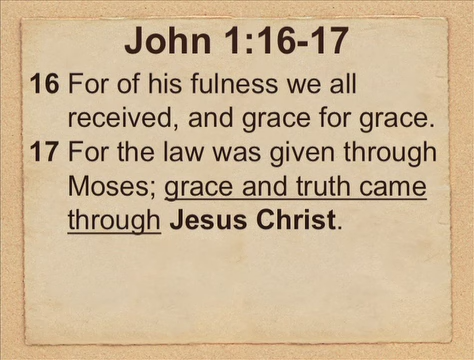 John 1:16-17
16 For of his fulness we all
received, and grace for grace.
17 For the law was given through
Moses; grace and truth came
through Jesus Christ.